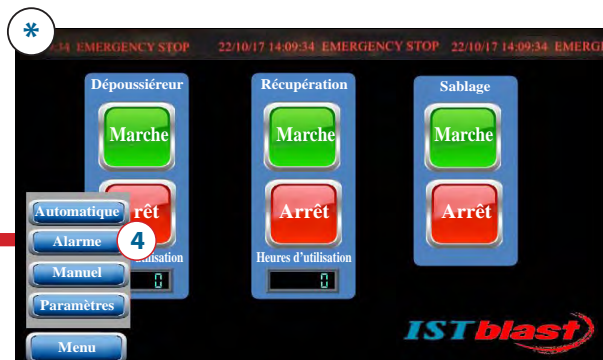 *
:34 EMERGENCY STOP 22/10/17 14:09:34 EMERGENCY STOP 22/10/17 14:09:34 EMERG
Dépoussiéreur
Récupération
Sablage
Marche
Marche
Marche
rêt
Arrêt
Arrêt
Automatique
Alarme
4
Manuel
Paramètres
Menu
ilisation
0
Heures d'utilisation
0
ISTblast